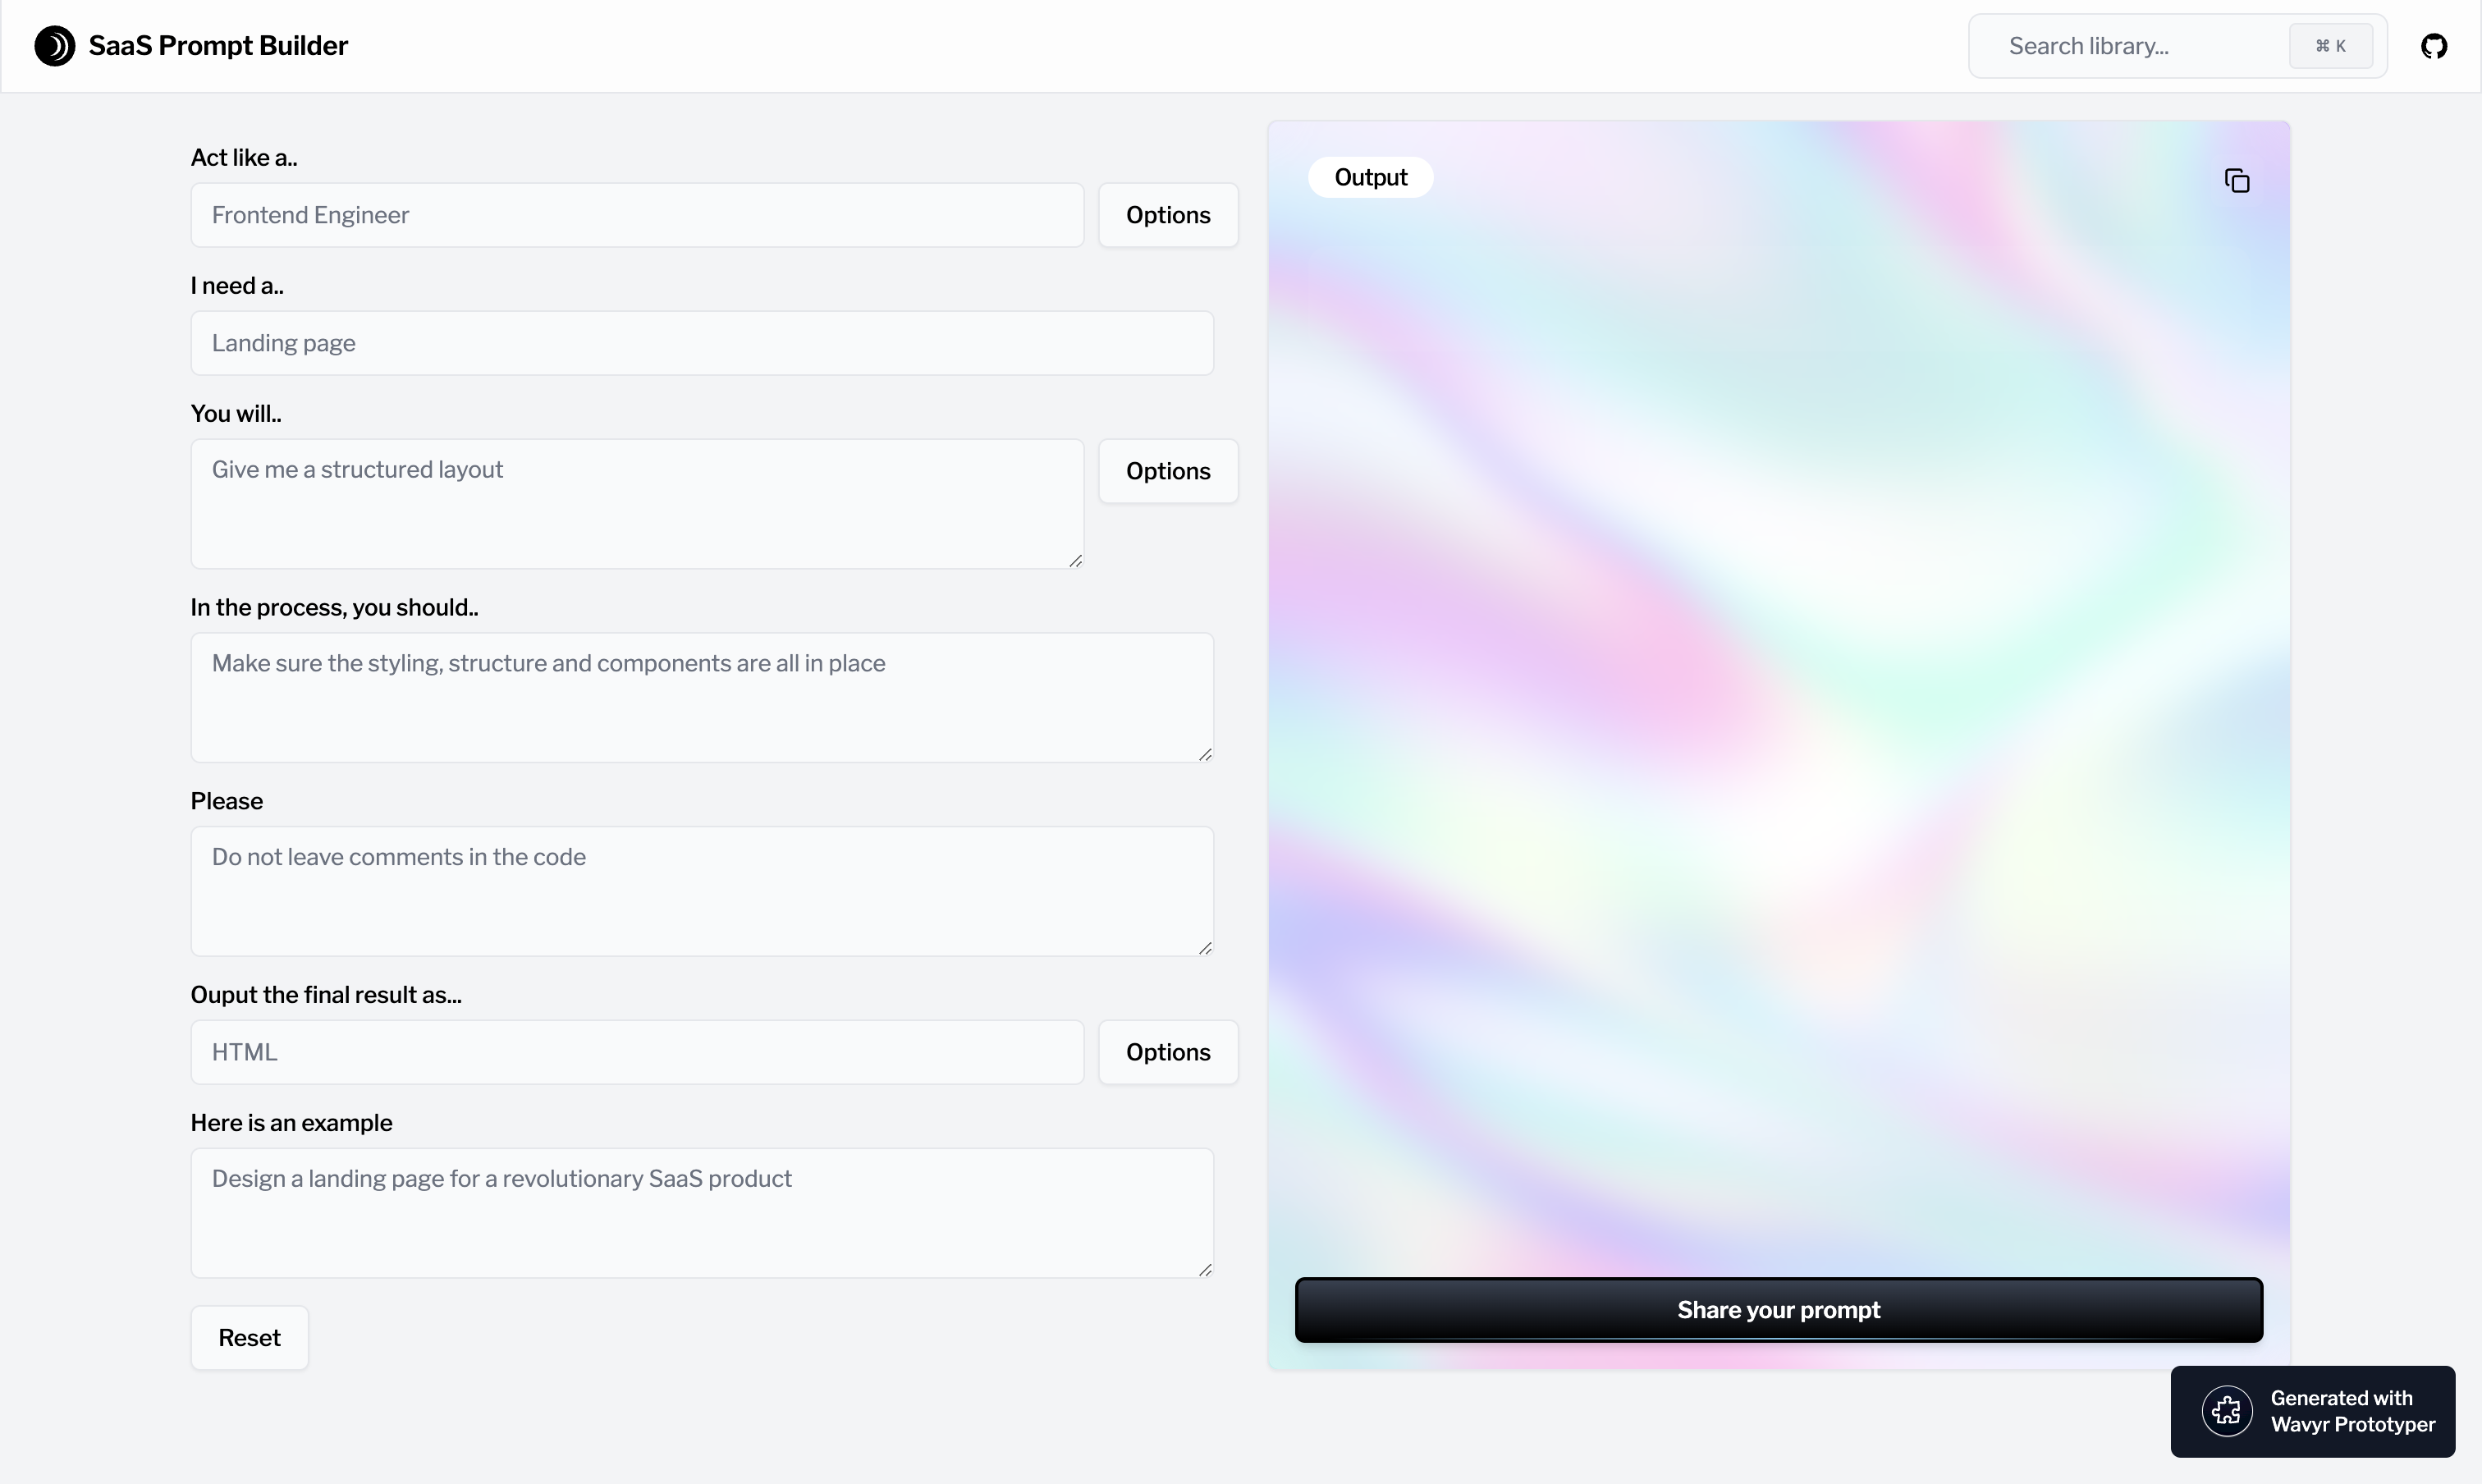 SaaS Prompt Builder
Search library...
⌘ K
Act like a..
Frontend Engineer
Options
I need a..
Landing page
You will..
Give me a structured layout
Options
In the process, you should..
Make sure the styling, structure and components are all in place
Please
Do not leave comments in the code
Ouput the final result as...
HTML
Options
Here is an example
Design a landing page for a revolutionary SaaS product
Reset
Output
Share your prompt
Generated with
Wavyr Prototyper